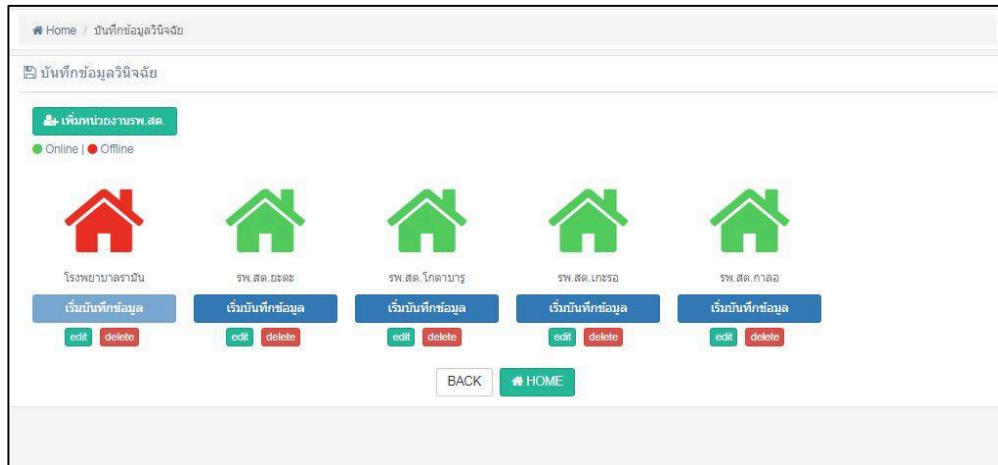 Home / บันทึกข้อมูลวินิจฉัย
บันทึกข้อมูลวินิจฉัย
เพิ่มหน่วยงานรพ.สต.
Online | Offline
โรงพยาบาลรามัน รพ.สต.ยะต๊ะ รพ.สต.โกตาบารู รพ.สต.เกะรอ รพ.สต.กาลอ
เริ่มบันทึกข้อมูล เริ่มบันทึกข้อมูล เริ่มบันทึกข้อมูล เริ่มบันทึกข้อมูล เริ่มบันทึกข้อมูล
edit delete edit delete edit delete edit delete edit delete
BACK HOME